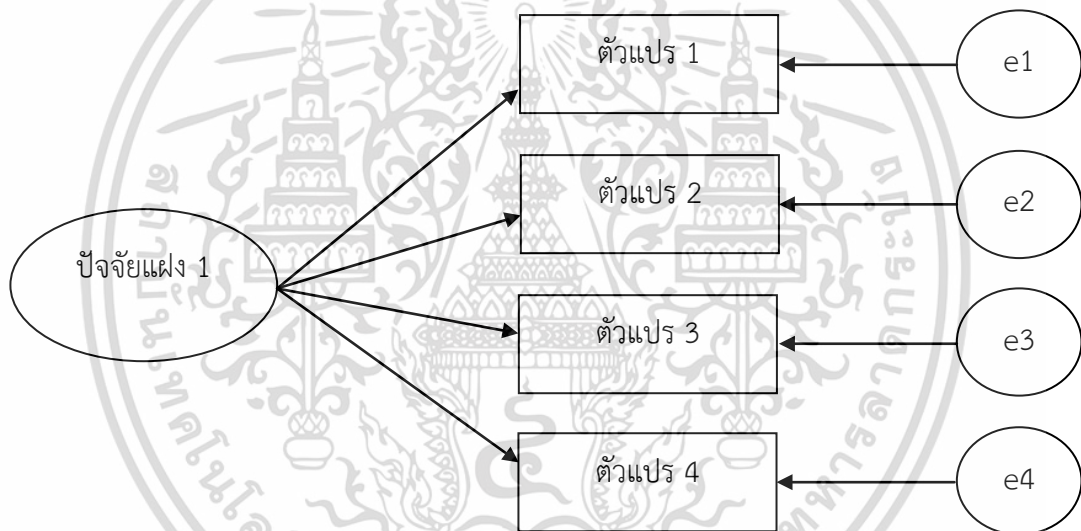 ตัวแปร 1
e1
ตัวแปร 2
e2
ปัจจัยแฝง 1
ตัวแปร 3
e3
ตัวแปร 4
e4